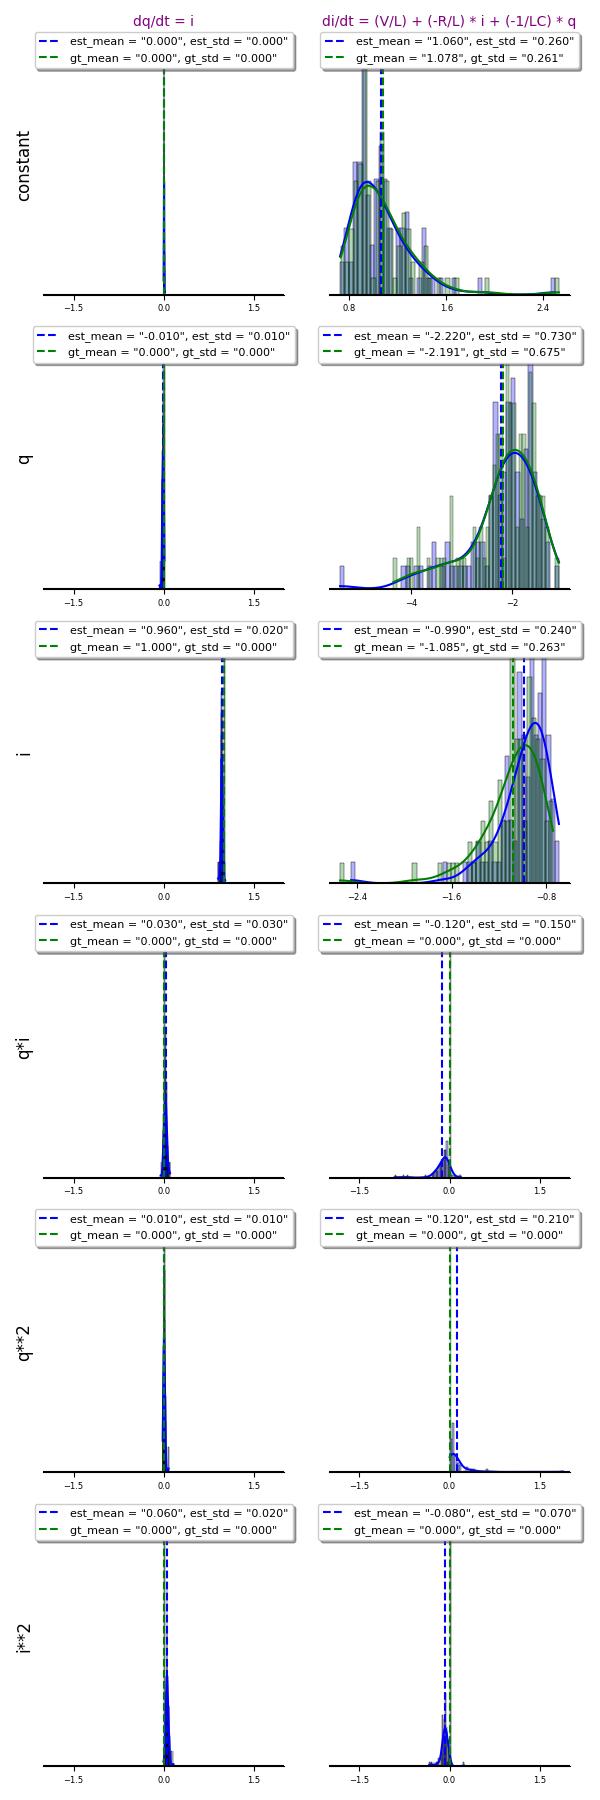 dq/dt = i
di/dt = (V/L) + (-R/L) * i + (-1/LC) * q
est_mean = "0.000", est_std = "0.000"
gt_mean = "0.000", gt_std = "0.000"
est_mean = "1.060", est_std = "0.260"
gt_mean = "1.078", gt_std = "0.261"
constant
−1.5 0.0 1.5
0.8 1.6 2.4
est_mean = "-0.010", est_std = "0.010"
gt_mean = "0.000", gt_std = "0.000"
est_mean = "-2.220", est_std = "0.730"
gt_mean = "-2.191", gt_std = "0.675"
q
−1.5 0.0 1.5
−4 −2
est_mean = "0.960", est_std = "0.020"
gt_mean = "1.000", gt_std = "0.000"
est_mean = "-0.990", est_std = "0.240"
gt_mean = "-1.085", gt_std = "0.263"
i
−1.5 0.0 1.5
−2.4 −1.6 −0.8
est_mean = "0.030", est_std = "0.030"
gt_mean = "0.000", gt_std = "0.000"
est_mean = "-0.120", est_std = "0.150"
gt_mean = "0.000", gt_std = "0.000"
q*i
−1.5 0.0 1.5
−1.5 0.0 1.5
est_mean = "0.010", est_std = "0.010"
gt_mean = "0.000", gt_std = "0.000"
est_mean = "0.120", est_std = "0.210"
gt_mean = "0.000", gt_std = "0.000"
q**2
−1.5 0.0 1.5
−1.5 0.0 1.5
est_mean = "0.060", est_std = "0.020"
gt_mean = "0.000", gt_std = "0.000"
est_mean = "-0.080", est_std = "0.070"
gt_mean = "0.000", gt_std = "0.000"
i**2
−1.5 0.0 1.5
−1.5 0.0 1.5